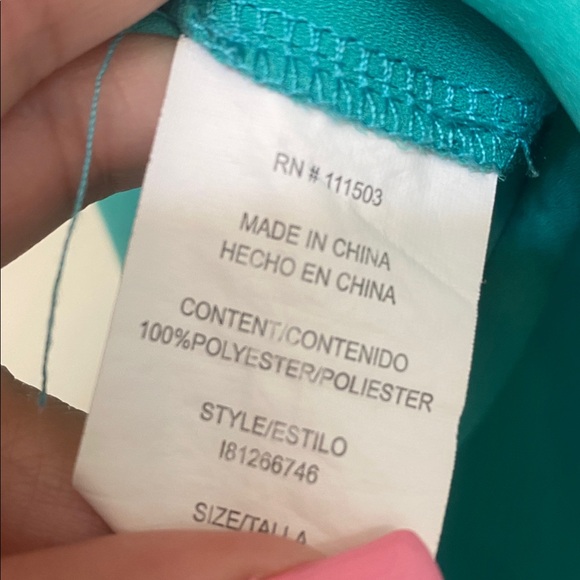 RN # 111503
MADE IN CHINA
HECHO EN CHINA
CONTENT/CONTENIDO
100%POLYESTER/POLIESTER
STYLE/ESTILO
I81266746
SIZE/TALLA